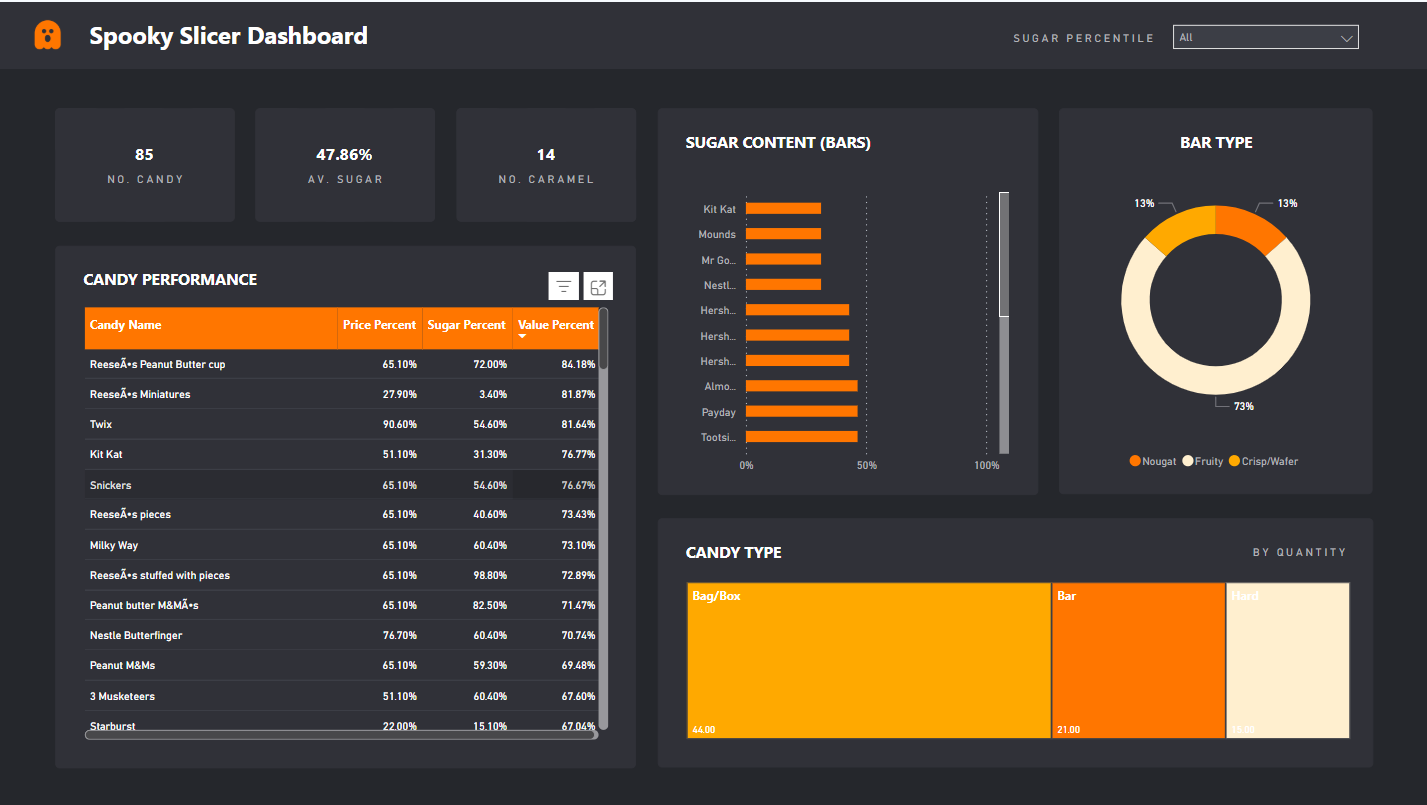 Spooky Slicer Dashboard
SUGAR PERCENTILE
All
85
NO. CANDY
47.86%
AV. SUGAR
14
NO. CARAMEL
CANDY PERFORMANCE
Candy Name Price Percent Sugar Percent Value Percent
ReeseÃ•s Peanut Butter cup 65.10% 72.00% 84.18%
ReeseÃ•s Miniatures 27.90% 3.40% 81.87%
Twix 90.60% 54.60% 81.64%
Kit Kat 51.10% 31.30% 76.77%
Snickers 65.10% 54.60% 76.67%
ReeseÃ•s pieces 65.10% 40.60% 73.43%
Milky Way 65.10% 60.40% 73.10%
ReeseÃ•s stuffed with pieces 65.10% 98.80% 72.89%
Peanut butter M&MÃ•s 65.10% 82.50% 71.47%
Nestle Butterfinger 76.70% 60.40% 70.74%
Peanut M&Ms 65.10% 59.30% 69.48%
3 Musketeers 51.10% 60.40% 67.60%
Starburst 22.00% 15.10% 67.04%
SUGAR CONTENT (BARS)
Kit Kat
Mounds
Mr Go...
Nestl...
Hersh...
Hersh...
Hersh...
Almo...
Payday
Tootsi...
0% 50% 100%
BAR TYPE
13% 13%
73%
Nougat Fruity Crisp/Wafer
CANDY TYPE
BY QUANTITY
Bag/Box Bar Hard
44.00 21.00 15.00